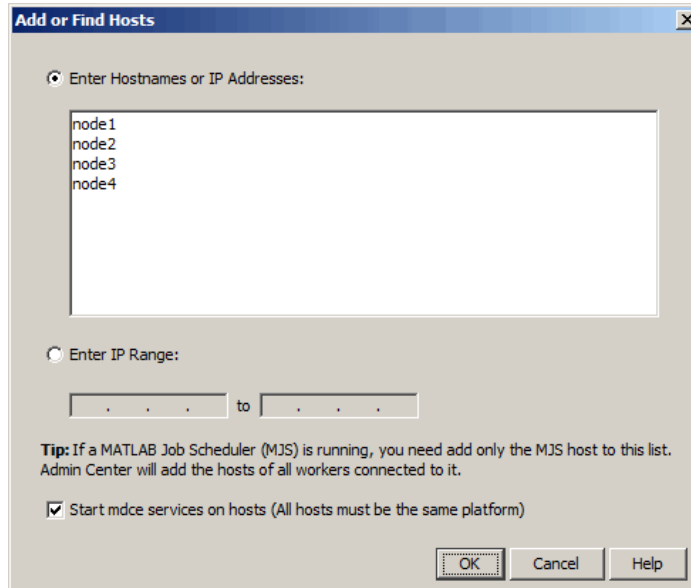 Add or Find Hosts
Enter Hostnames or IP Addresses:
node1
node2
node3
node4
Enter IP Range:
. . . to . . .
Tip: If a MATLAB Job Scheduler (MJS) is running, you need add only the MJS host to this list.
Admin Center will add the hosts of all workers connected to it.
Start mdce services on hosts (All hosts must be the same platform)
OK Cancel Help